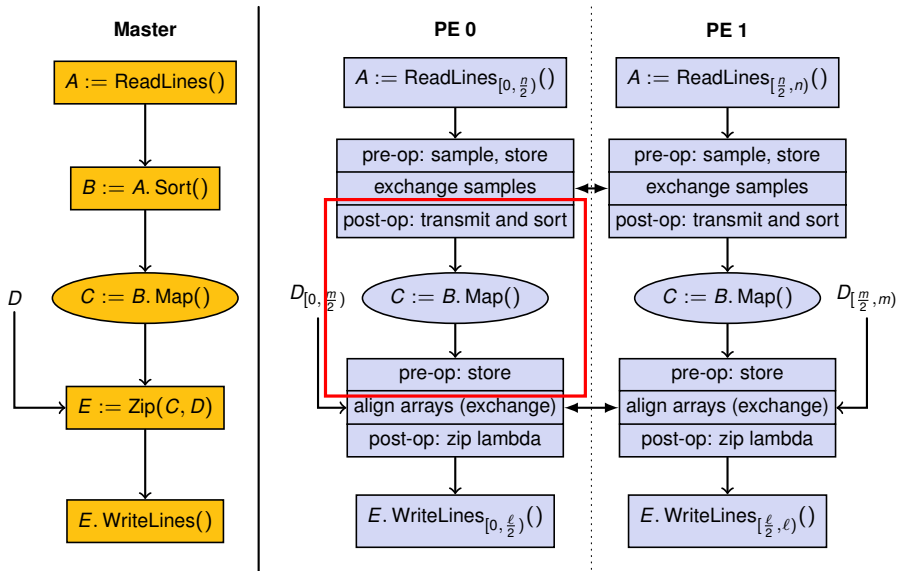 Master
A := ReadLines()
B := A. Sort()
D
C := B. Map()
E := Zip(C, D)
E. WriteLines()
PE 0
A := ReadLines[0, n/2)()
pre-op: sample, store
exchange samples
post-op: transmit and sort
D[0, m/2)
C := B. Map()
pre-op: store
align arrays (exchange)
post-op: zip lambda
E. WriteLines[0, ℓ/2)()
PE 1
A := ReadLines[n/2, n)()
pre-op: sample, store
exchange samples
post-op: transmit and sort
C := B. Map()
D[m/2, m)
pre-op: store
align arrays (exchange)
post-op: zip lambda
E. WriteLines[ℓ/2, ℓ)()